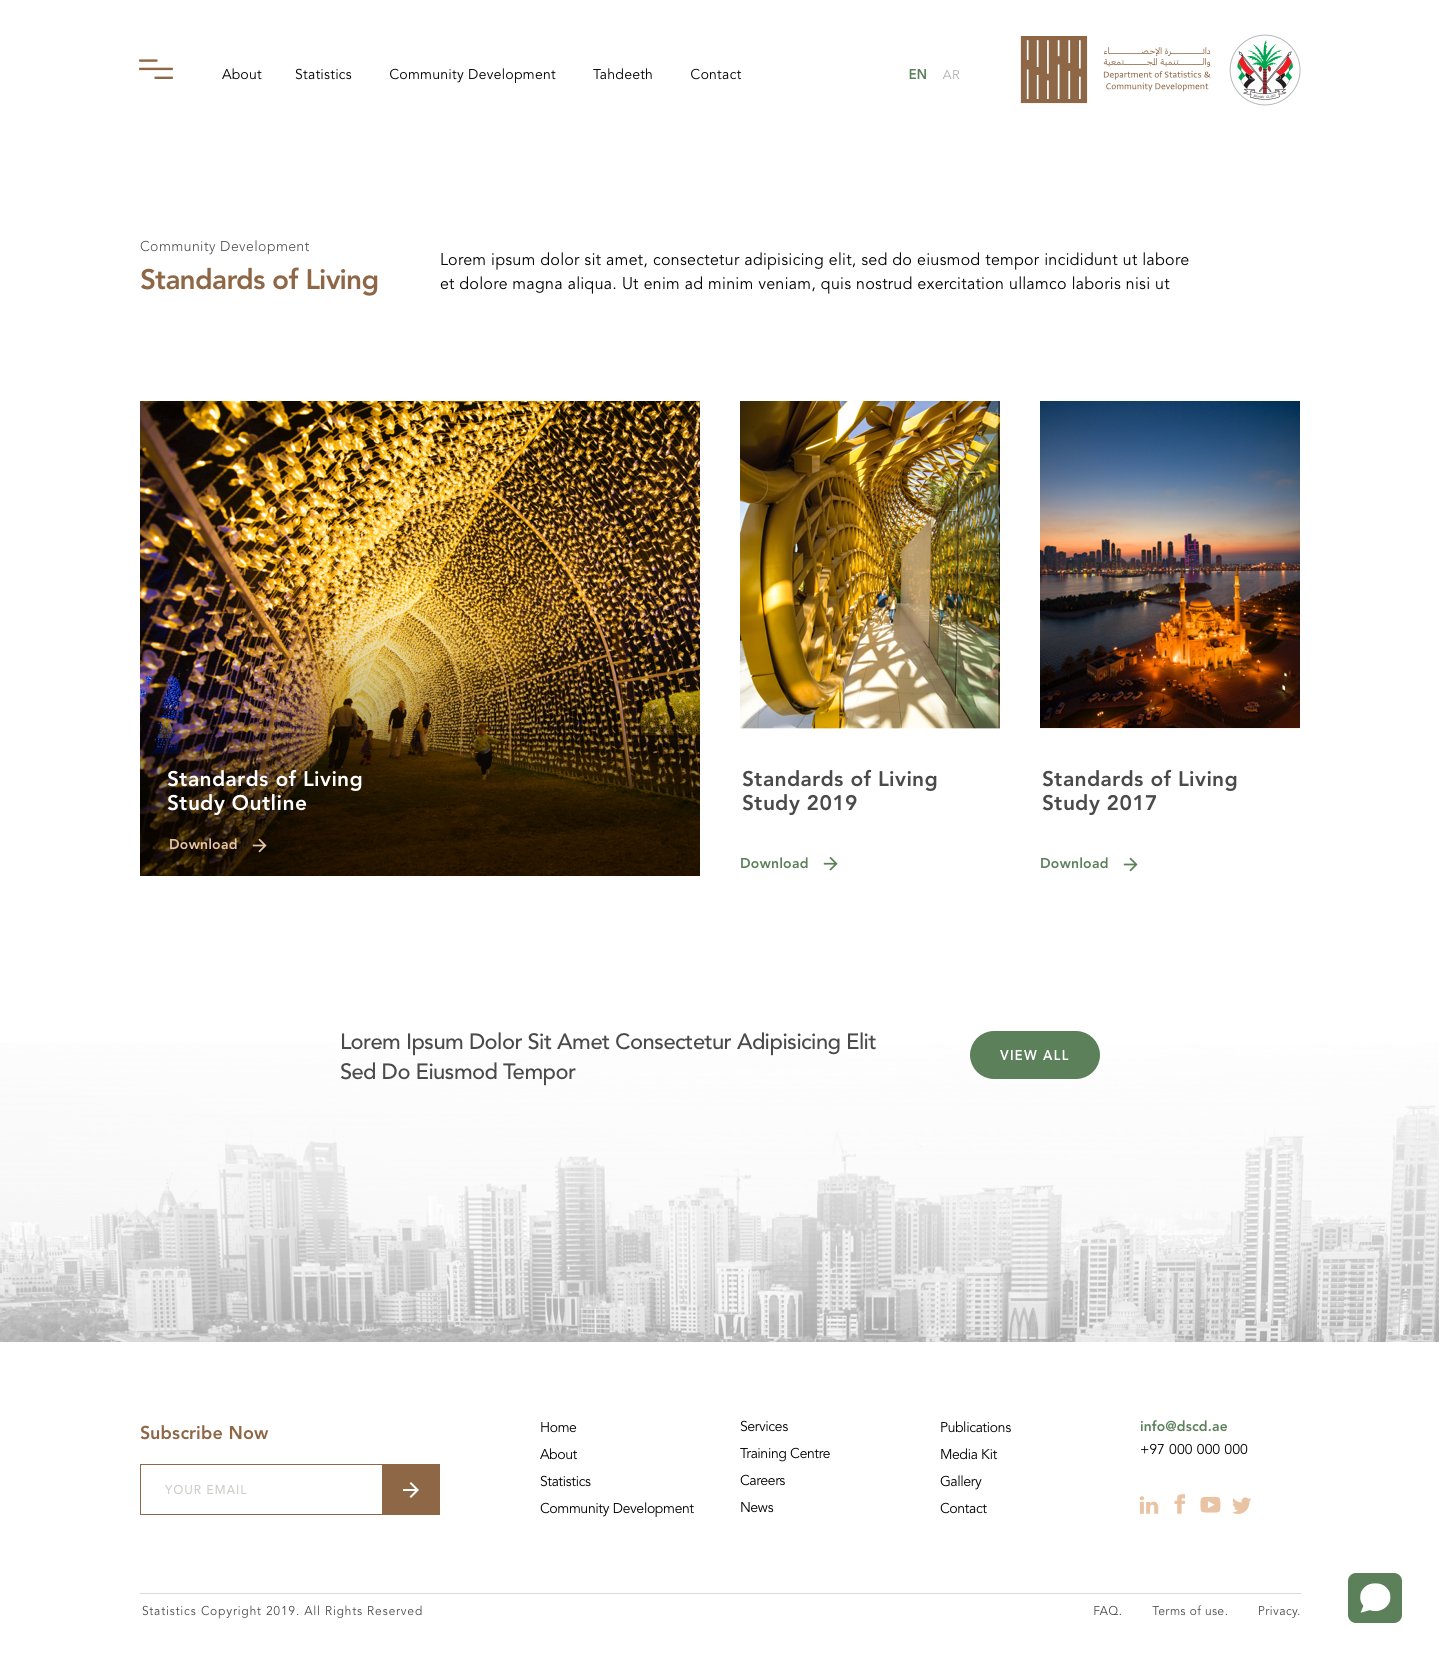 About Statistics Community Development Tahdeeth Contact
EN AR
دائـــــرة الإحصـــــاء
والـــتنمية المجـــتمعية
Department of Statistics &
Community Development
Community Development
Standards of Living
Lorem ipsum dolor sit amet, consectetur adipisicing elit, sed do eiusmod tempor incididunt ut labore
et dolore magna aliqua. Ut enim ad minim veniam, quis nostrud exercitation ullamco laboris nisi ut
Standards of Living
Study Outline
Download
Standards of Living
Study 2019
Download
Standards of Living
Study 2017
Download
Lorem Ipsum Dolor Sit Amet Consectetur Adipisicing Elit
Sed Do Eiusmod Tempor
VIEW ALL
Subscribe Now
YOUR EMAIL
Home
About
Statistics
Community Development
Services
Training Centre
Careers
News
Publications
Media Kit
Gallery
Contact
info@dscd.ae
+97 000 000 000
Statistics Copyright 2019. All Rights Reserved
FAQ. Terms of use. Privacy.